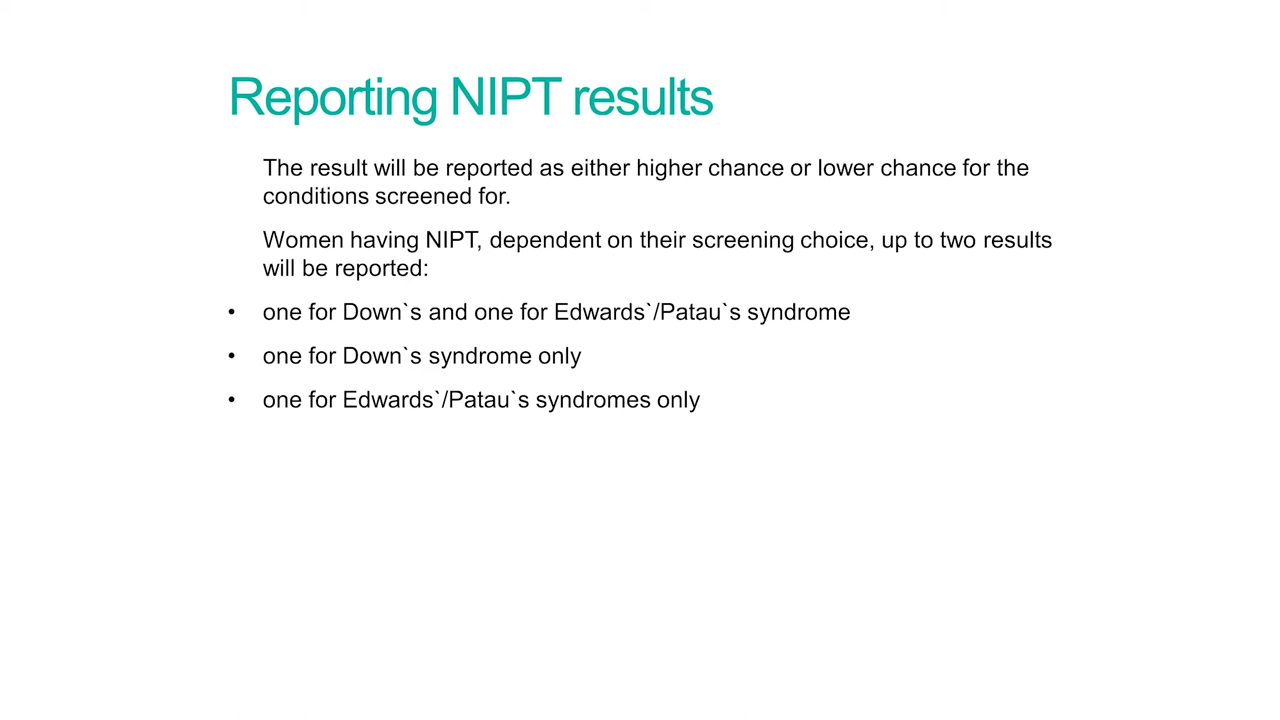 Reporting NIPT results
The result will be reported as either higher chance or lower chance for the
conditions screened for.
Women having NIPT, dependent on their screening choice, up to two results
will be reported:
• one for Down`s and one for Edwards`/Patau`s syndrome
• one for Down`s syndrome only
• one for Edwards`/Patau`s syndromes only